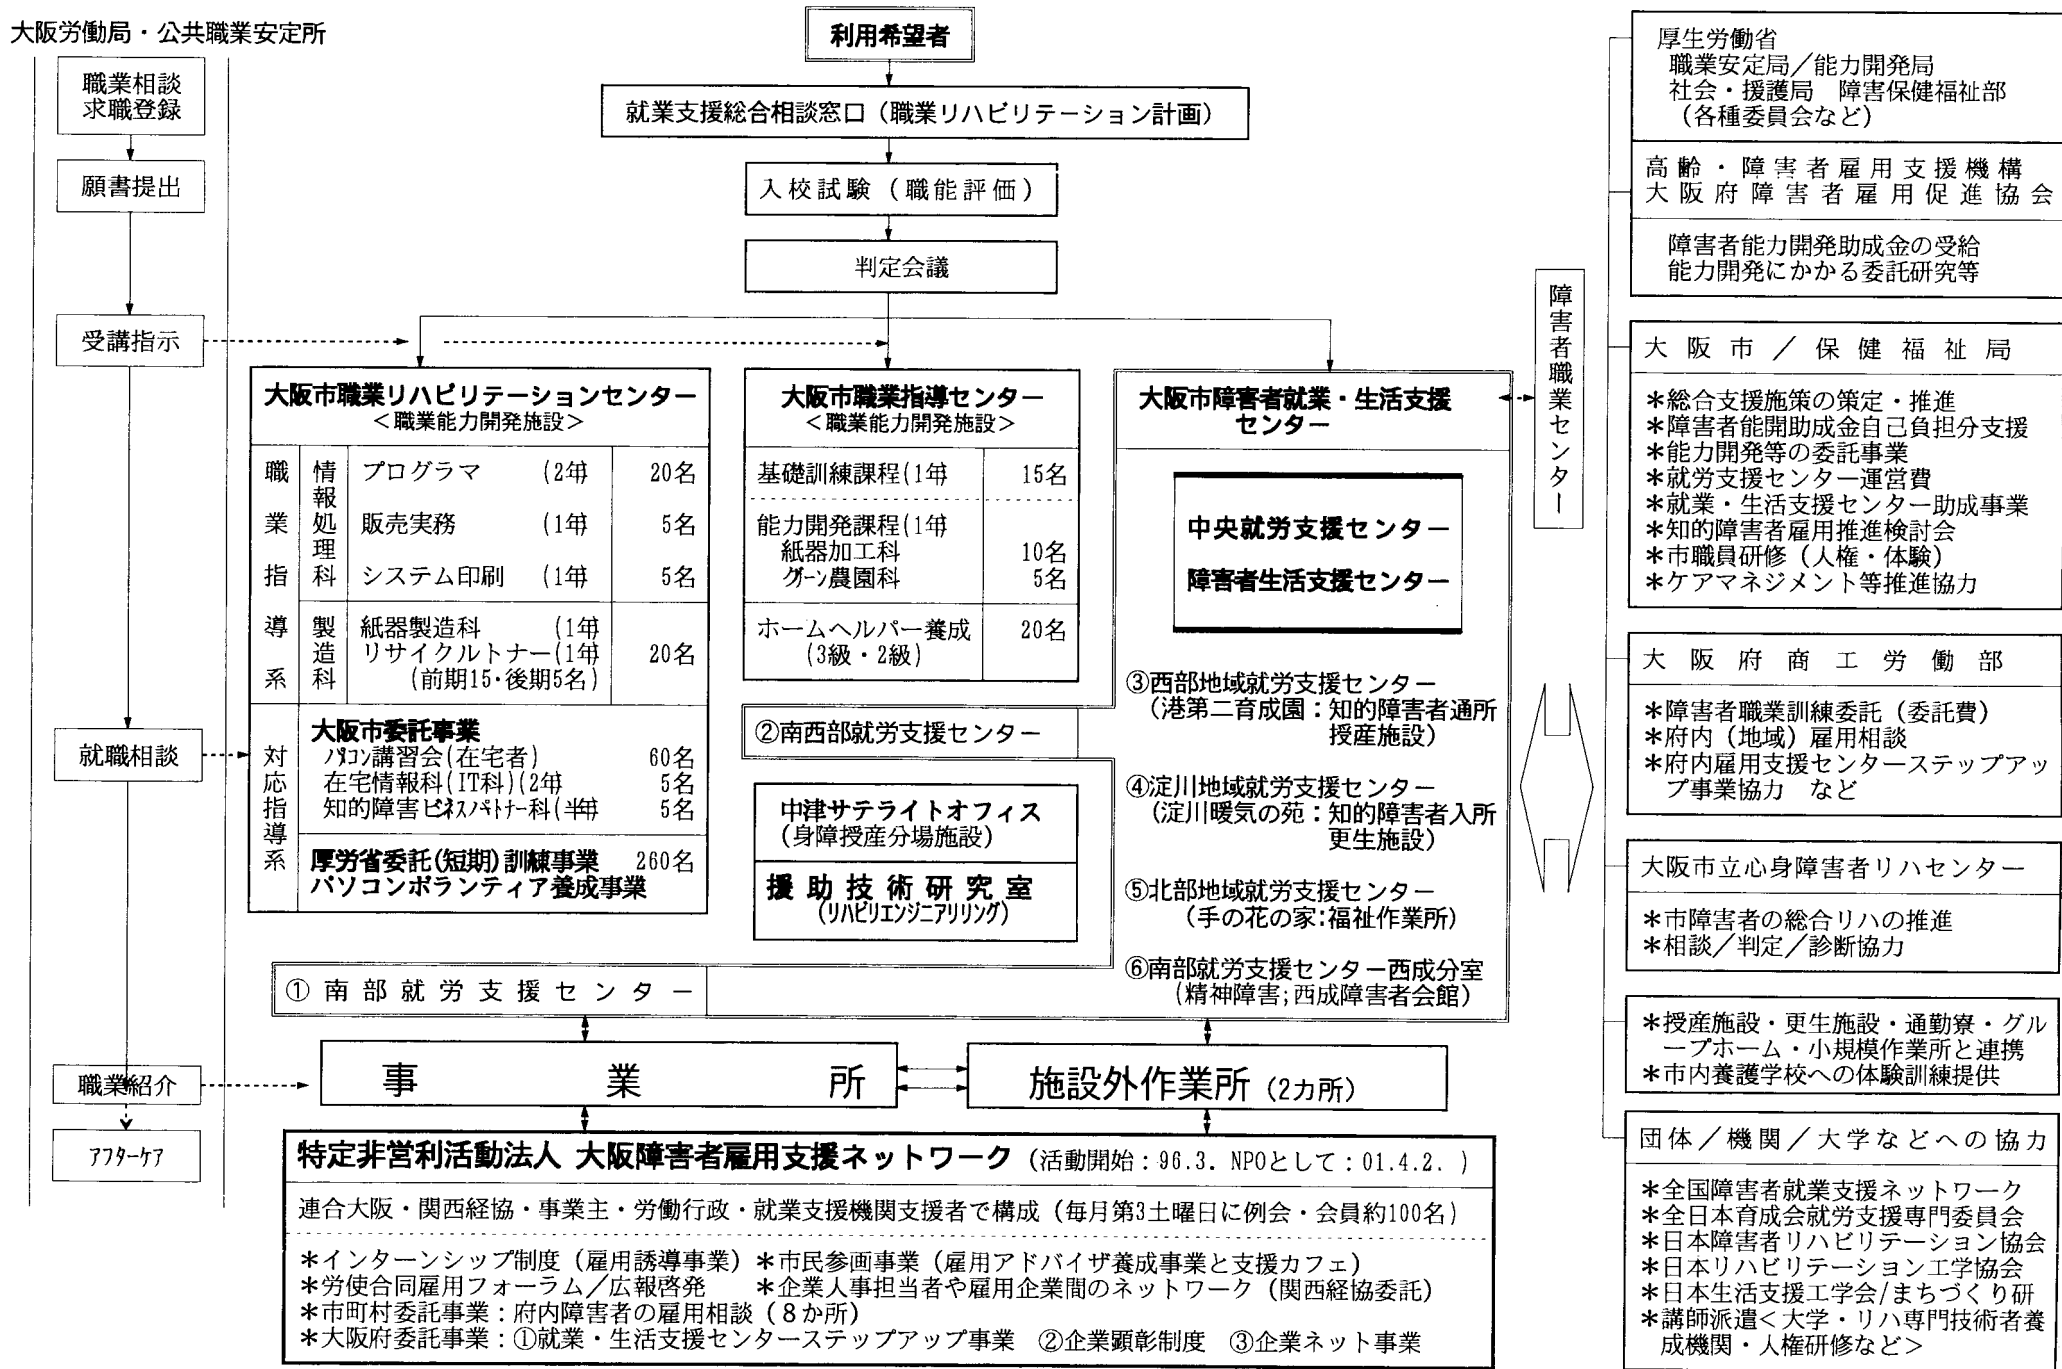 大阪労働局・公共職業安定所
職業相談
求職登録
願書提出
受講指示
就職相談
職業紹介
アフターケア
利用希望者
就業支援総合相談窓口（職業リハビリテーション計画）
入校試験（職能評価）
判定会議
大阪市職業リハビリテーションセンター
＜職業能力開発施設＞
職業指導系
情報処理科
プログラマ (2年) 20名
販売実務 (1年) 5名
システム印刷 (1年) 5名
製造科
紙器製造科 (1年)
リサイクルトナー(1年) 20名
(前期15・後期5名)
対応指導系
大阪市委託事業
パソコン講習会(在宅者) 60名
在宅情報科(IT科)(2年) 5名
知的障害ビジネスパートナー科(半年) 5名
厚労省委託(短期)訓練事業 260名
パソコンボランティア養成事業
大阪市職業指導センター
＜職業能力開発施設＞
基礎訓練課程(1年) 15名
能力開発課程(1年)
紙器加工科 10名
グリーン農園科 5名
ホームヘルパー養成 20名
(3級・2級)
②南西部就労支援センター
中津サテライトオフィス
(身障授産分場施設)
援助技術研究室
(リハビリエンジニアリリング)
①南部就労支援センター
大阪市障害者就業・生活支援
センター
中央就労支援センター
障害者生活支援センター
③西部地域就労支援センター
(港第二育成園：知的障害者通所
授産施設)
④淀川地域就労支援センター
(淀川暖気の苑：知的障害者入所
更生施設)
⑤北部地域就労支援センター
(手の花の家:福祉作業所)
⑥南部就労支援センター西成分室
(精神障害;西成障害者会館)
障害者職業センター
事業所
施設外作業所 (2カ所)
特定非営利活動法人 大阪障害者雇用支援ネットワーク (活動開始：96.3. NPOとして：01.4.2. )
連合大阪・関西経協・事業主・労働行政・就業支援機関支援者で構成（毎月第3土曜日に例会・会員約100名）
＊インターンシップ制度（雇用誘導事業）＊市民参画事業（雇用アドバイザ養成事業と支援カフェ）
＊労使合同雇用フォーラム／広報啓発 ＊企業人事担当者や雇用企業間のネットワーク（関西経協委託）
＊市町村委託事業：府内障害者の雇用相談（８か所）
＊大阪府委託事業：①就業・生活支援センターステップアップ事業 ②企業顕彰制度 ③企業ネット事業
厚生労働省
職業安定局／能力開発局
社会・援護局 障害保健福祉部
（各種委員会など）
高齢・障害者雇用支援機構
大阪府障害者雇用促進協会
障害者能力開発助成金の受給
能力開発にかかる委託研究等
大阪市／保健福祉局
＊総合支援施策の策定・推進
＊障害者能開助成金自己負担分支援
＊能力開発等の委託事業
＊就労支援センター運営費
＊就業・生活支援センター助成事業
＊知的障害者雇用推進検討会
＊市職員研修（人権・体験）
＊ケアマネジメント等推進協力
大阪府商工労働部
＊障害者職業訓練委託（委託費）
＊府内（地域）雇用相談
＊府内雇用支援センターステップアッ
プ事業協力 など
大阪市立心身障害者リハセンター
＊市障害者の総合リハの推進
＊相談／判定／診断協力
＊授産施設・更生施設・通勤寮・グル
ープホーム・小規模作業所と連携
＊市内養護学校への体験訓練提供
団体／機関／大学などへの協力
＊全国障害者就業支援ネットワーク
＊全日本育成会就労支援専門委員会
＊日本障害者リハビリテーション協会
＊日本リハビリテーション工学協会
＊日本生活支援工学会/まちづくり研
＊講師派遣＜大学・リハ専門技術者養
成機関・人権研修など＞